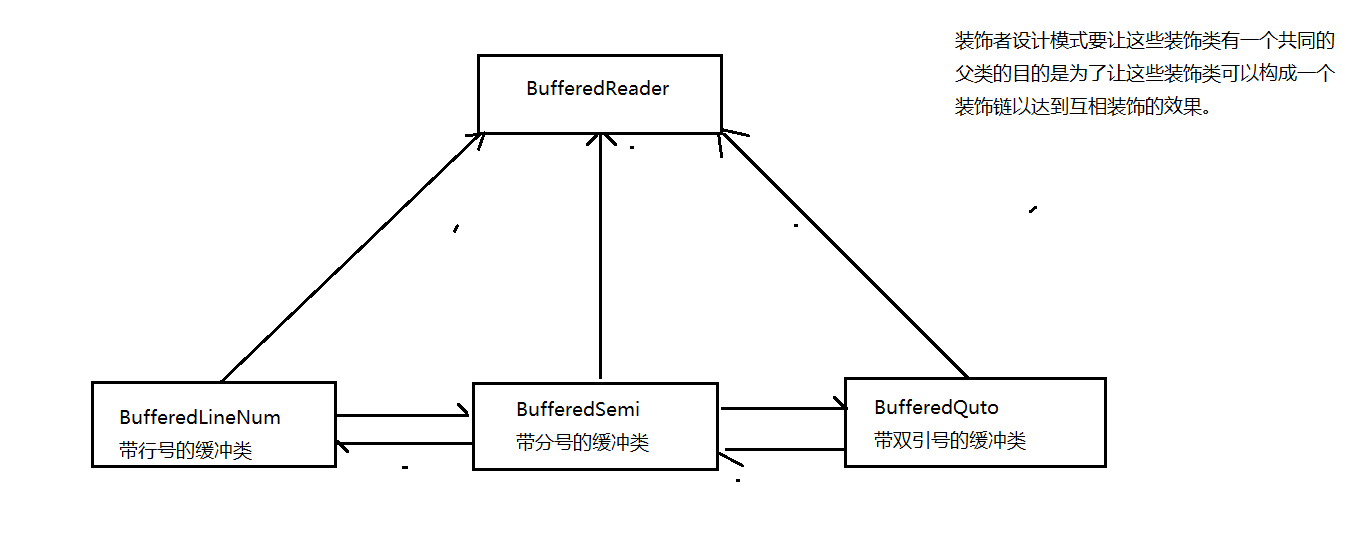 装饰者设计模式要让这些装饰类有一个共同的
父类的目的是为了让这些装饰类可以构成一个
装饰链以达到互相装饰的效果。
BufferedReader
BufferedLineNum
带行号的缓冲类
BufferedSemi
带分号的缓冲类
BufferedQuto
带双引号的缓冲类